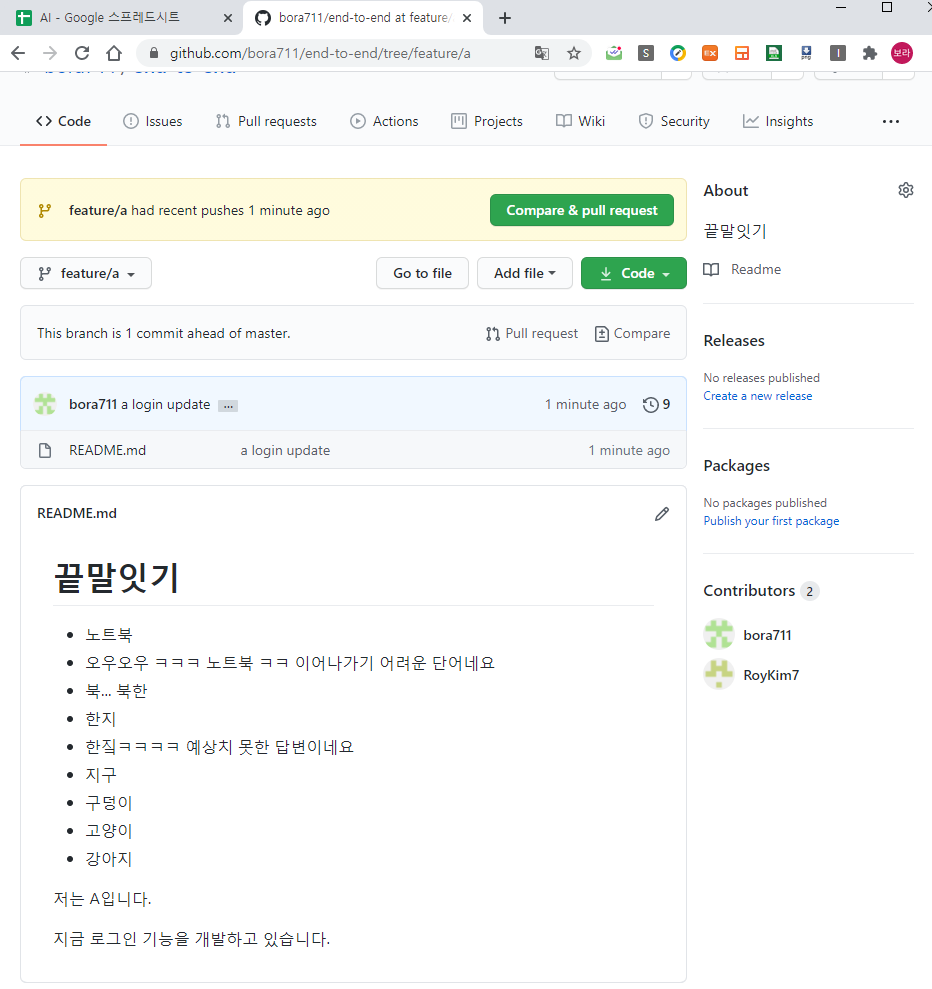 AI - Google 스프레드시트
bora711/end-to-end at feature/
github.com/bora711/end-to-end/tree/feature/a
보라
Code
Issues
Pull requests
Actions
Projects
Wiki
Security
Insights
feature/a had recent pushes 1 minute ago
Compare & pull request
feature/a
Go to file
Add file
Code
This branch is 1 commit ahead of master.
Pull request
Compare
bora711 a login update ...
1 minute ago
9
README.md
a login update
1 minute ago
README.md
끝말잇기
노트북
오우오우 ㅋㅋㅋ 노트북 ㅋㅋ 이어나가기 어려운 단어네요
북... 북한
한지
한짘ㅋㅋㅋㅋ 예상치 못한 답변이네요
지구
구덩이
고양이
강아지
저는 A입니다.
지금 로그인 기능을 개발하고 있습니다.
About
끝말잇기
Readme
Releases
No releases published
Create a new release
Packages
No packages published
Publish your first package
Contributors 2
bora711
RoyKim7